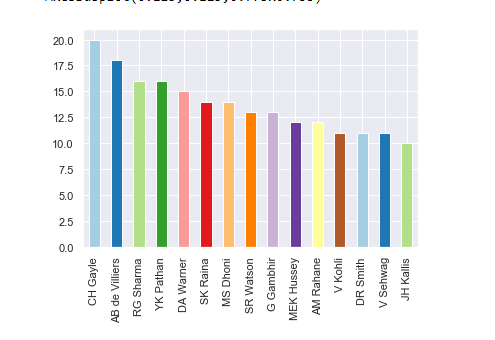 20.0
17.5
15.0
12.5
10.0
7.5
5.0
2.5
0.0
CH Gayle
AB de Villiers
RG Sharma
YK Pathan
DA Warner
SK Raina
MS Dhoni
SR Watson
G Gambhir
MEK Hussey
AM Rahane
V Kohli
DR Smith
V Sehwag
JH Kallis